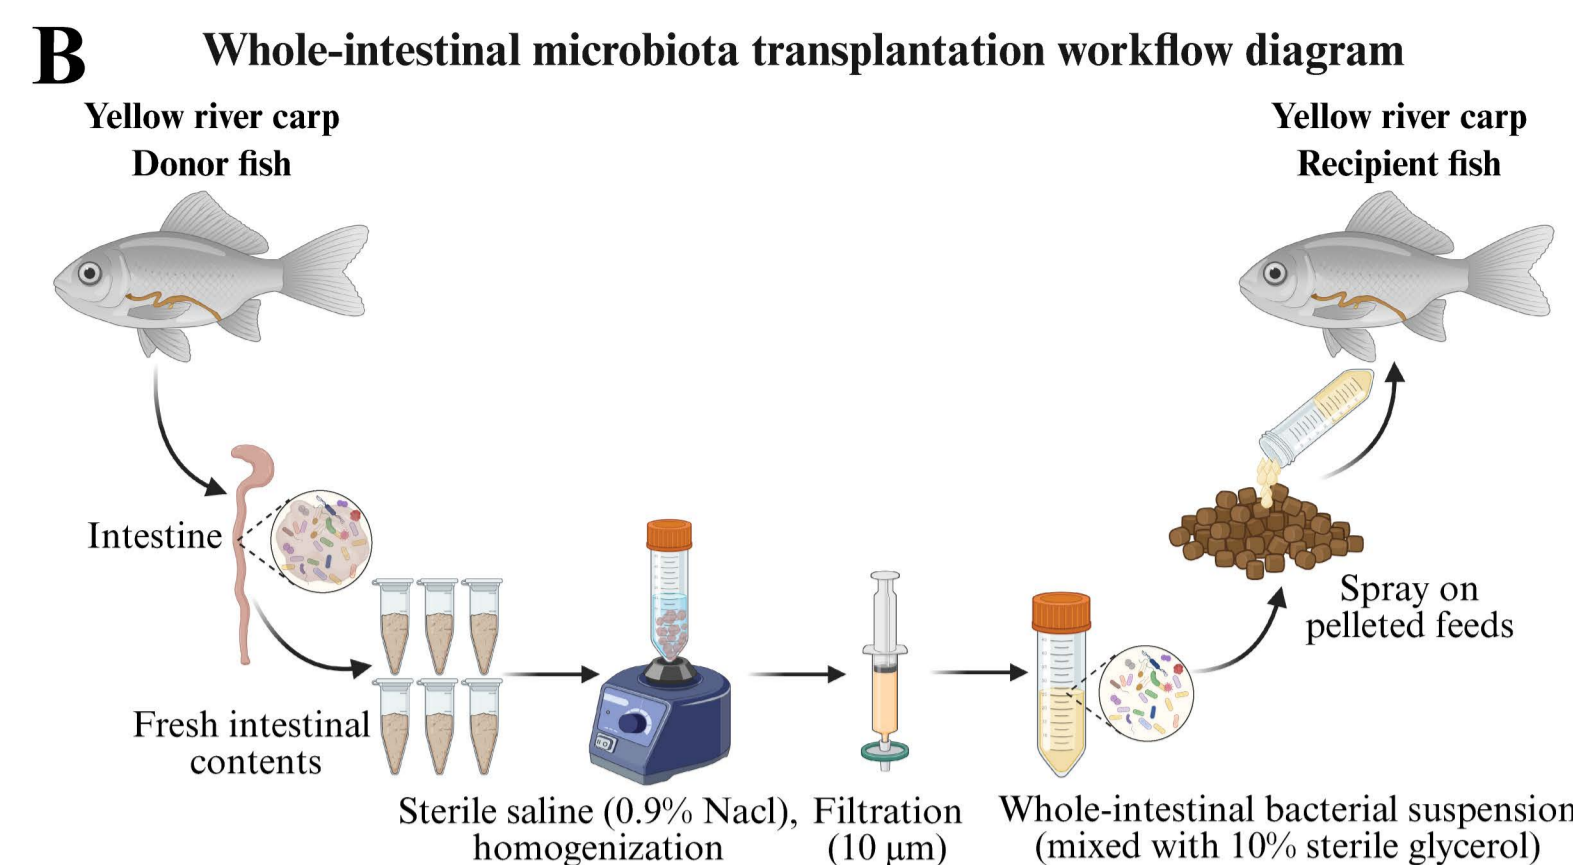 B
Whole-intestinal microbiota transplantation workflow diagram
Yellow river carp
Donor fish
Yellow river carp
Recipient fish
Intestine
Fresh intestinal
contents
Sterile saline (0.9% Nacl),
homogenization
Filtration
(10 μm)
Whole-intestinal bacterial suspension
(mixed with 10% sterile glycerol)
Spray on
pelleted feeds